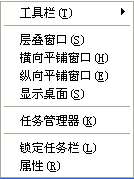 工具栏(T)
层叠窗口(S)
横向平铺窗口(H)
纵向平铺窗口(E)
显示桌面(S)
任务管理器(K)
锁定任务栏(L)
属性(R)